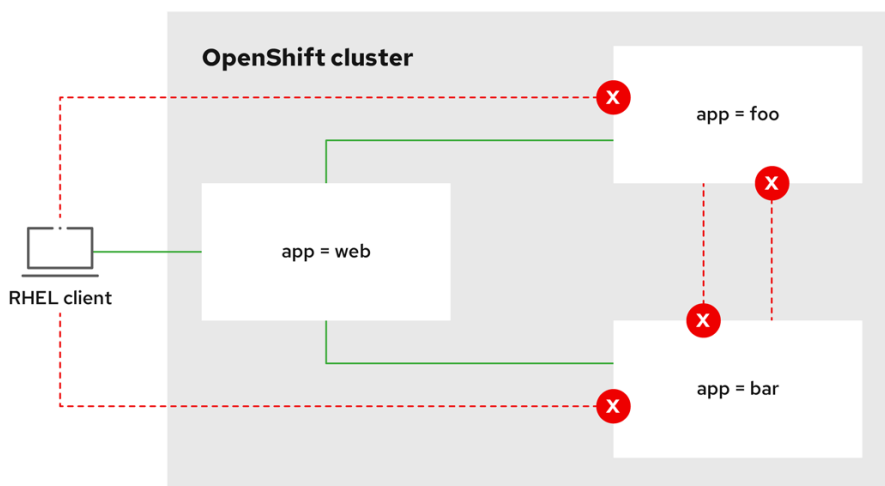 OpenShift cluster
X
app = foo
X
app = web
RHEL client
X
app = bar
X